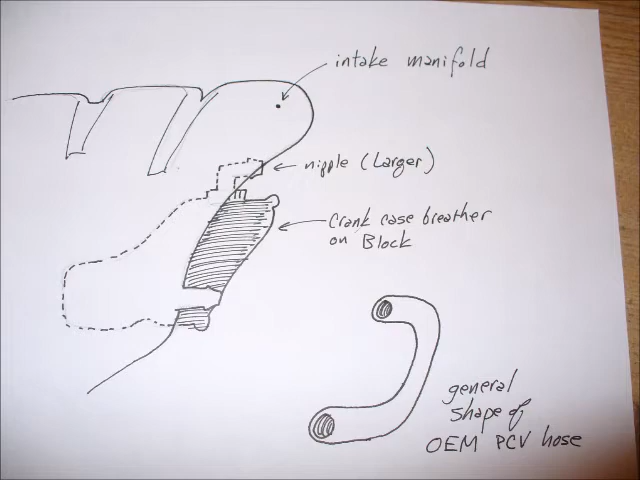 intake manifold
nipple (Larger)
Crank case breather
on Block
general
shape of
OEM PCV hose